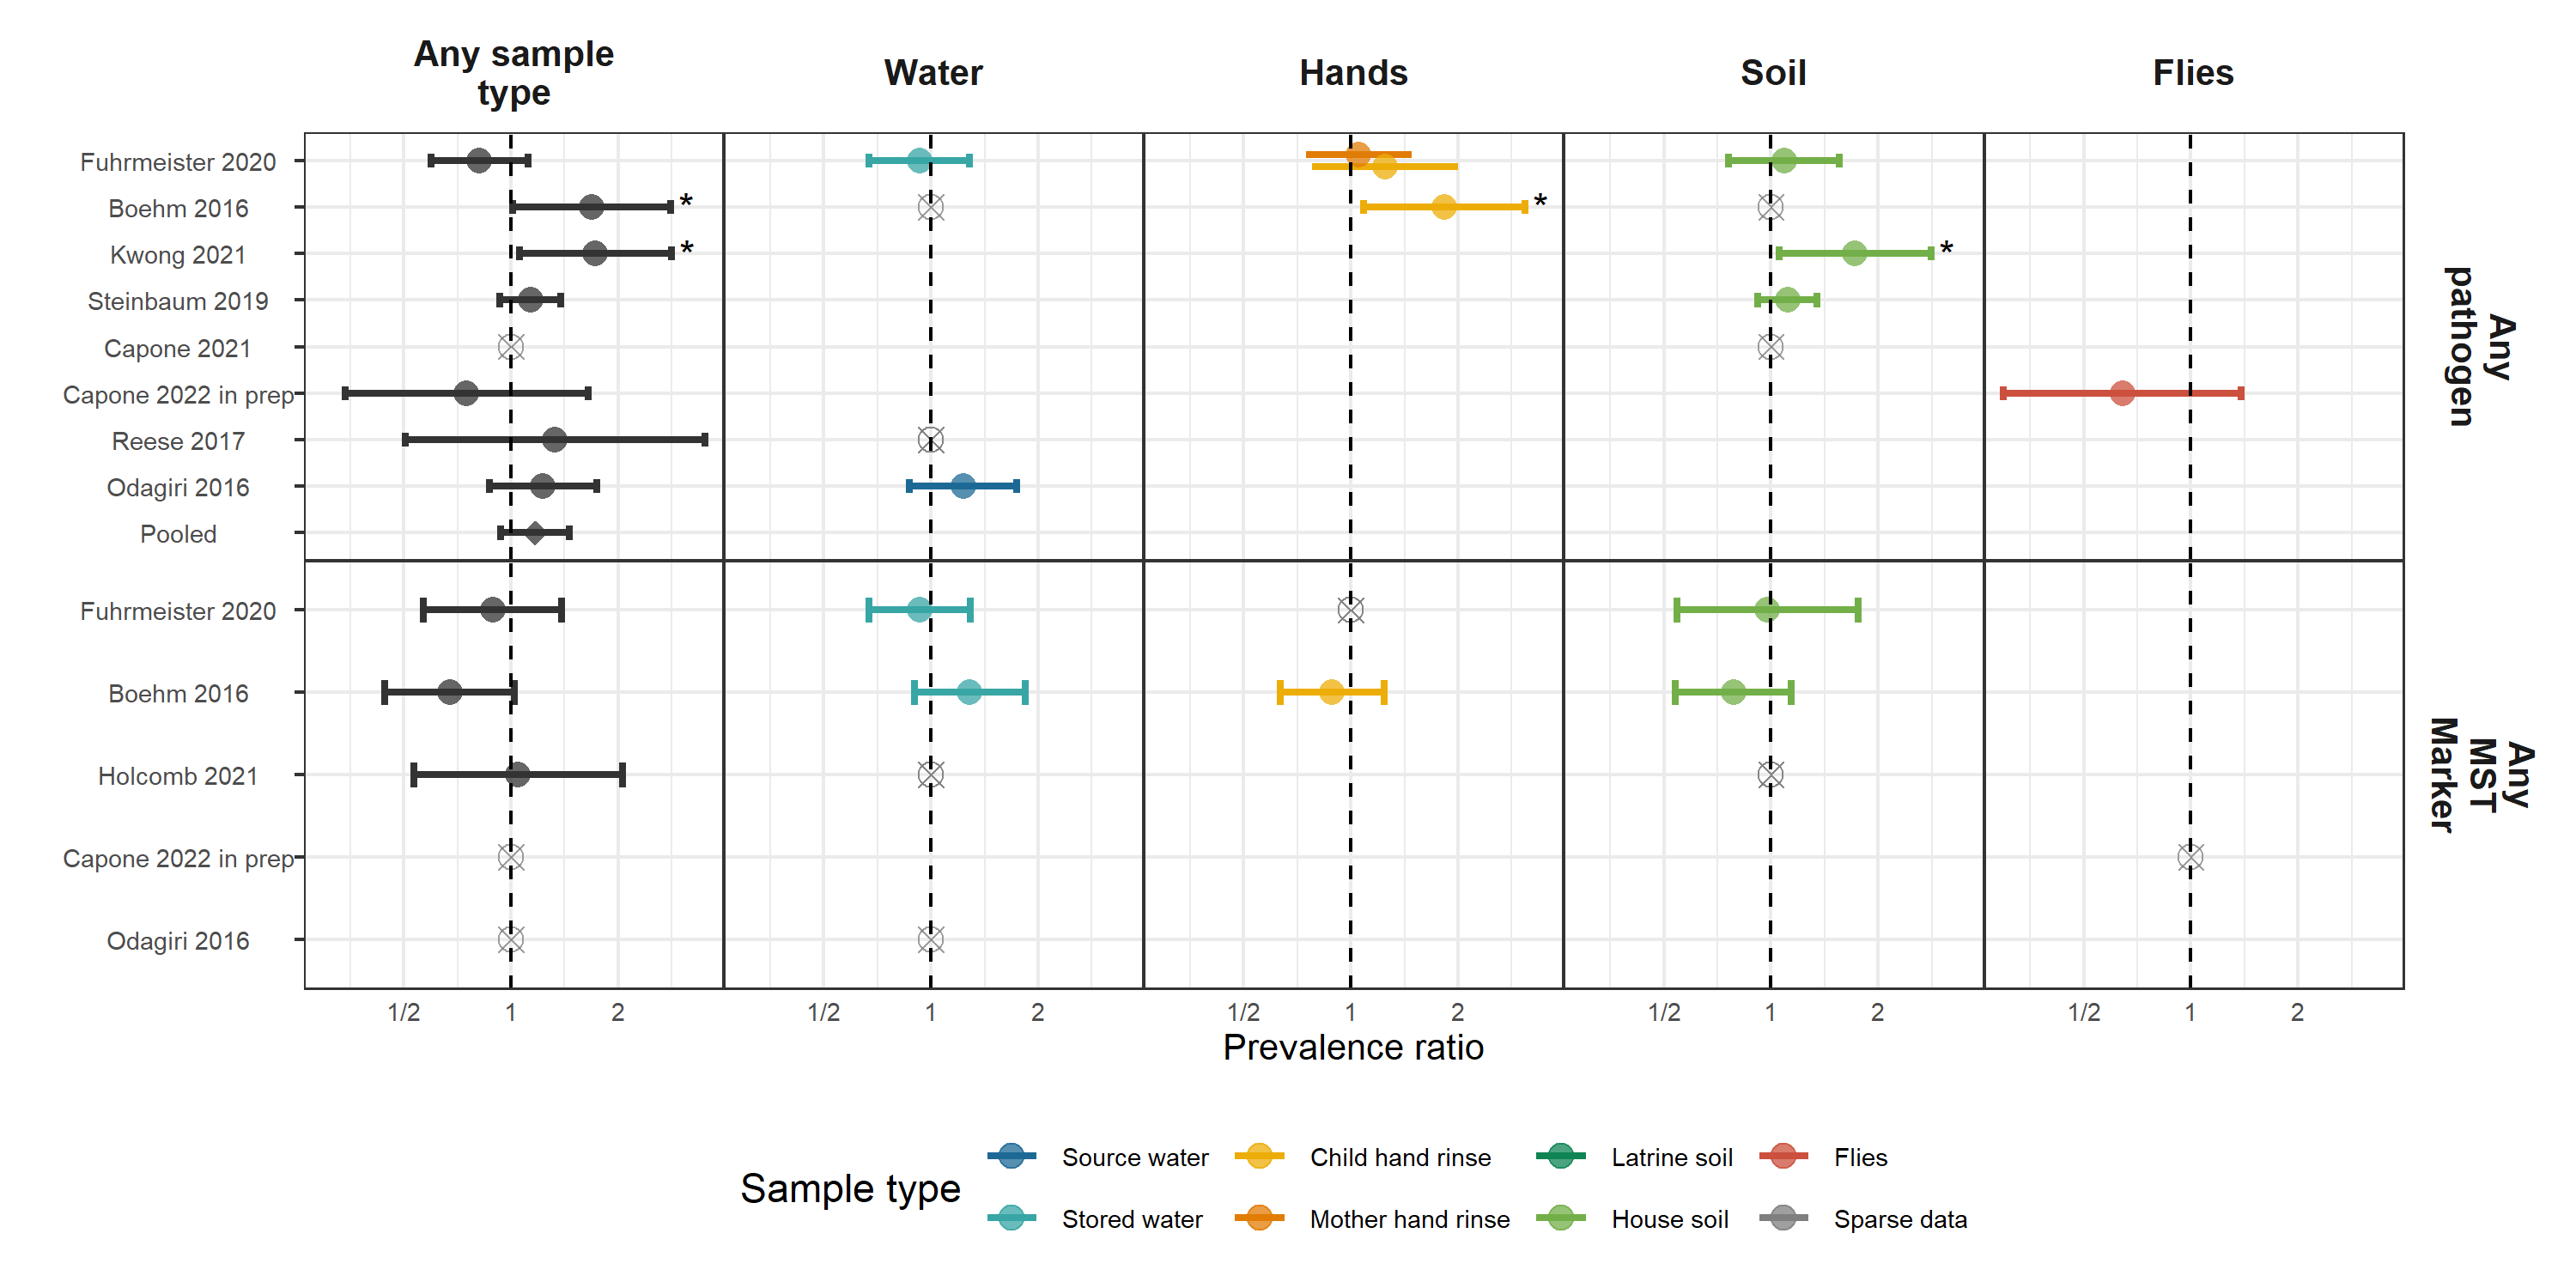 Any sample
type
Water
Hands
Soil
Flies
Fuhrmeister 2020
Boehm 2016
*
*
Kwong 2021
*
*
Steinbaum 2019
Capone 2021
Capone 2022 in prep
Reese 2017
Odagiri 2016
Pooled
Any
pathogen
Fuhrmeister 2020
Boehm 2016
Holcomb 2021
Capone 2022 in prep
Odagiri 2016
Any
MST
Marker
1/2 1 2
1/2 1 2
1/2 1 2
1/2 1 2
1/2 1 2
Prevalence ratio
Sample type
Source water
Child hand rinse
Latrine soil
Flies
Stored water
Mother hand rinse
House soil
Sparse data